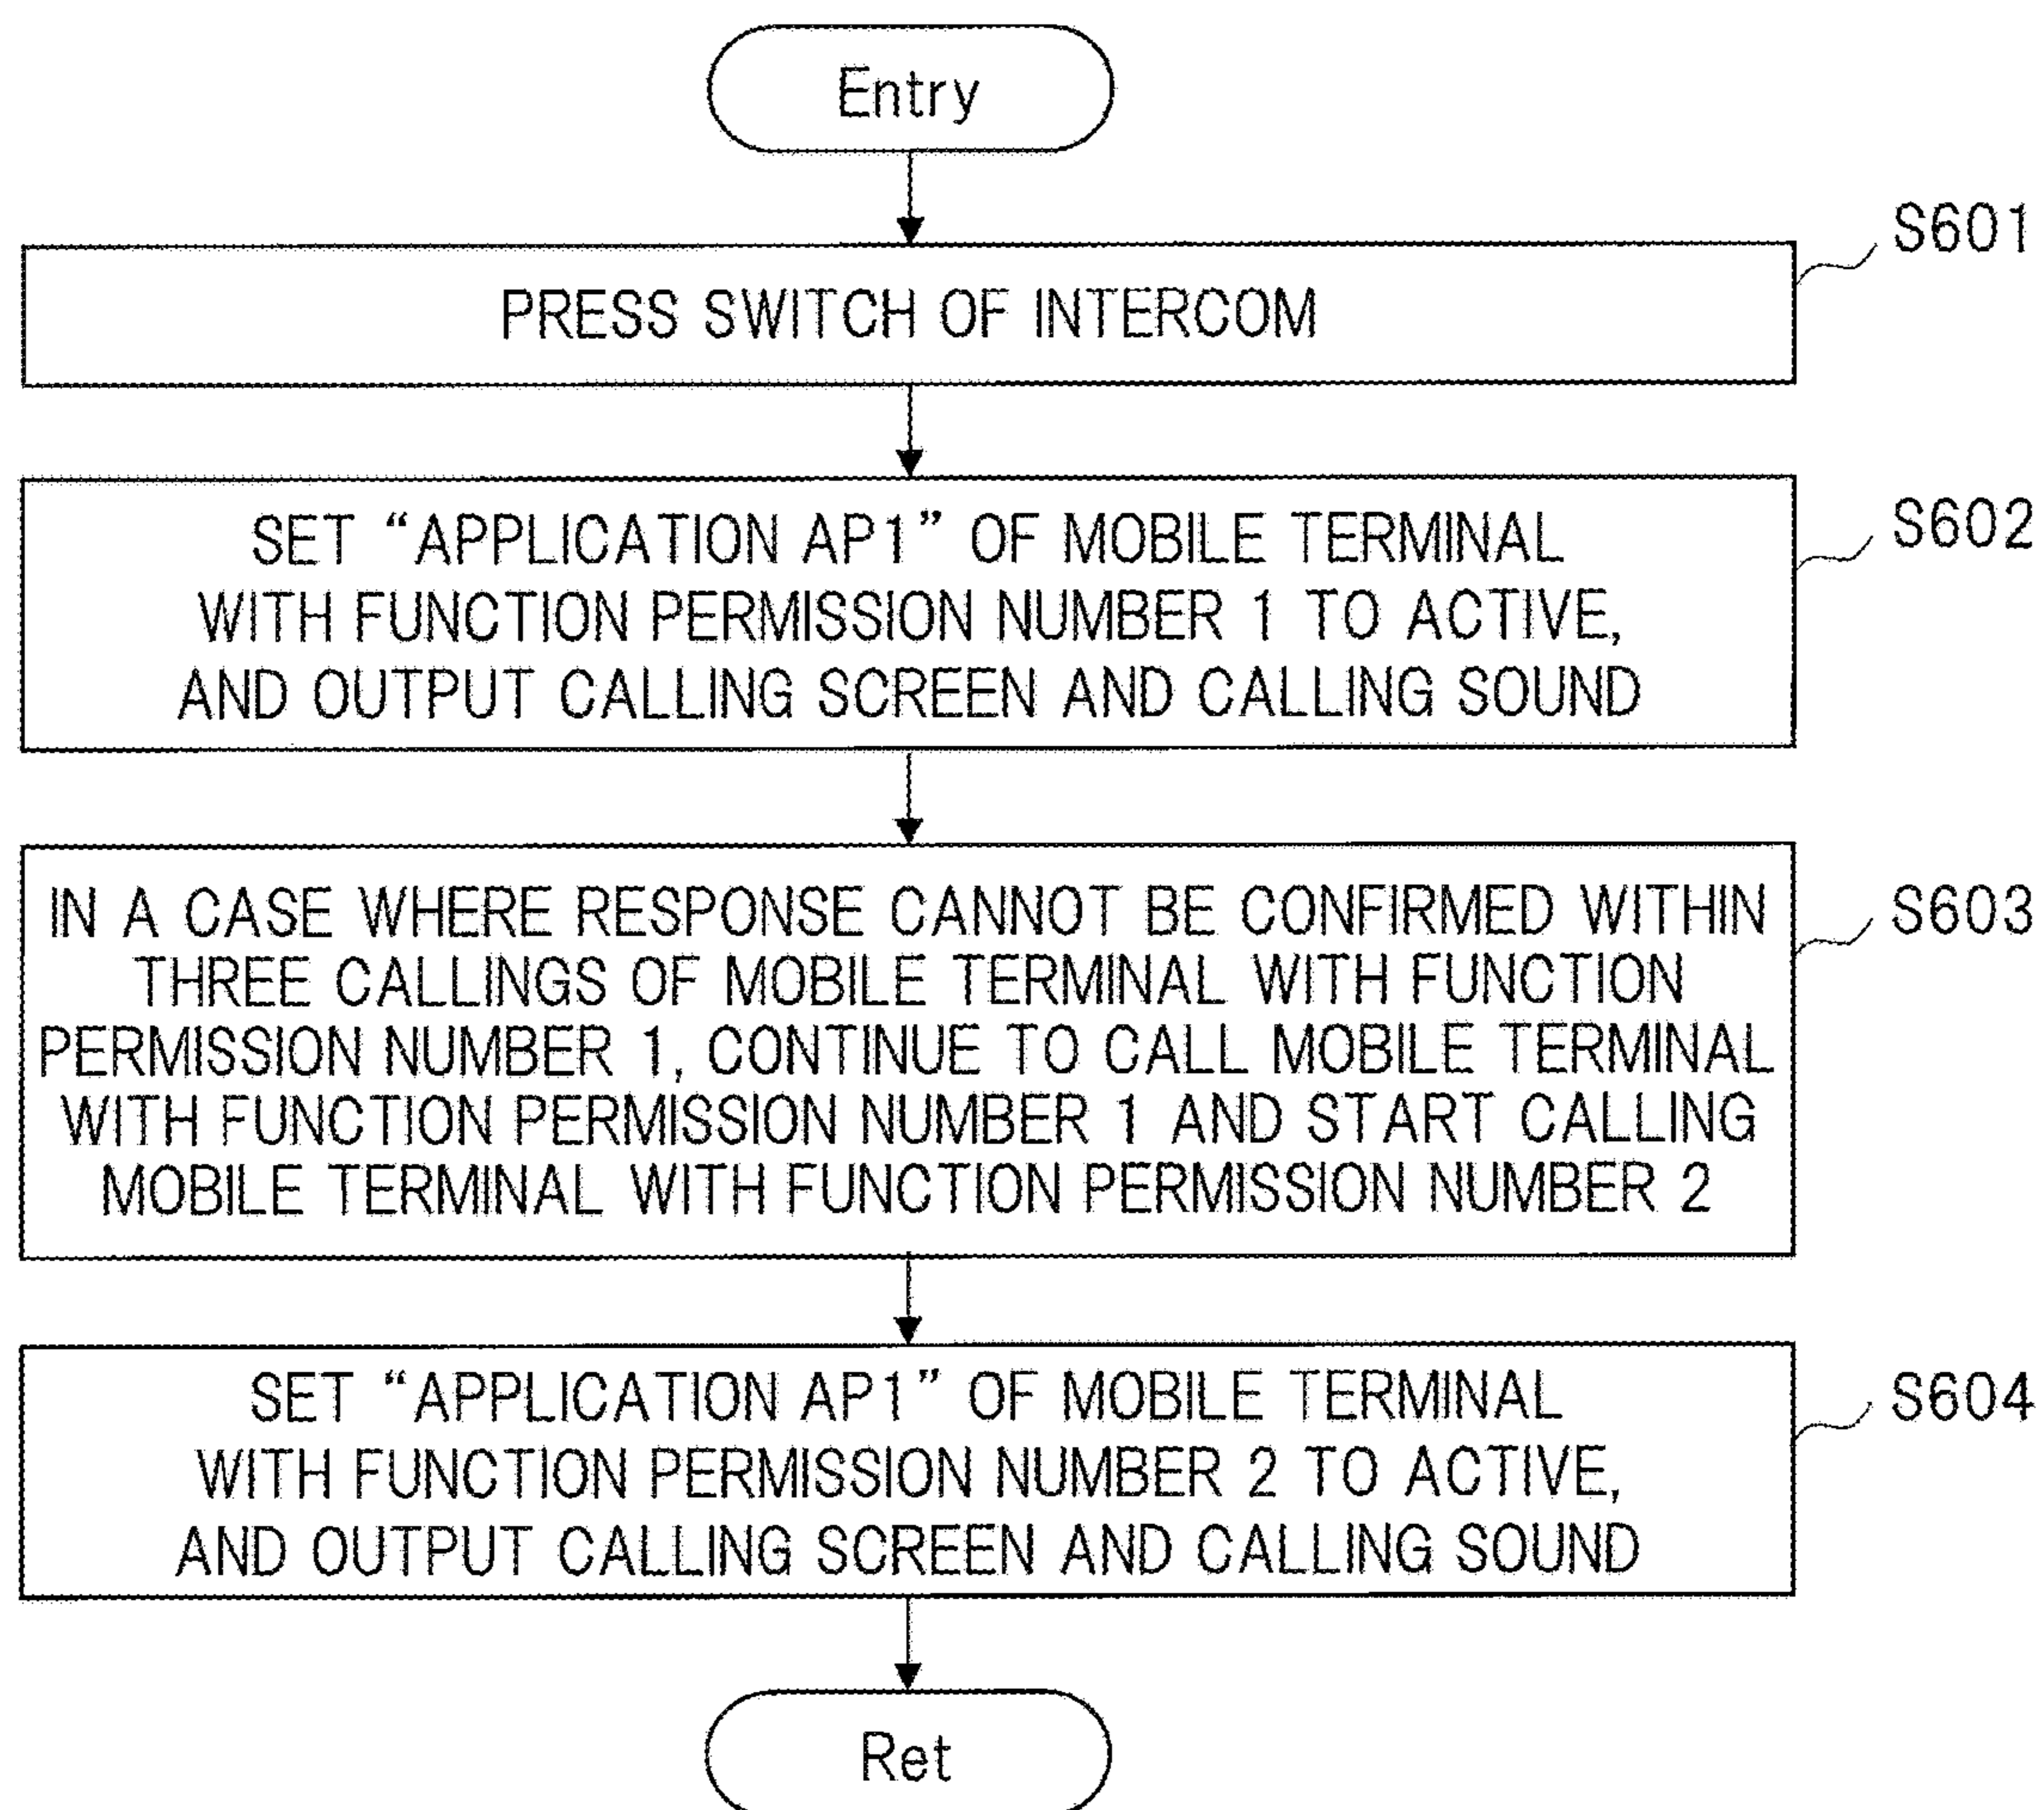 Entry
S601
PRESS SWITCH OF INTERCOM
S602
SET “APPLICATION AP1” OF MOBILE TERMINAL
WITH FUNCTION PERMISSION NUMBER 1 TO ACTIVE,
AND OUTPUT CALLING SCREEN AND CALLING SOUND
S603
IN A CASE WHERE RESPONSE CANNOT BE CONFIRMED WITHIN
THREE CALLINGS OF MOBILE TERMINAL WITH FUNCTION
PERMISSION NUMBER 1, CONTINUE TO CALL MOBILE TERMINAL
WITH FUNCTION PERMISSION NUMBER 1 AND START CALLING
MOBILE TERMINAL WITH FUNCTION PERMISSION NUMBER 2
S604
SET “APPLICATION AP1” OF MOBILE TERMINAL
WITH FUNCTION PERMISSION NUMBER 2 TO ACTIVE,
AND OUTPUT CALLING SCREEN AND CALLING SOUND
Ret